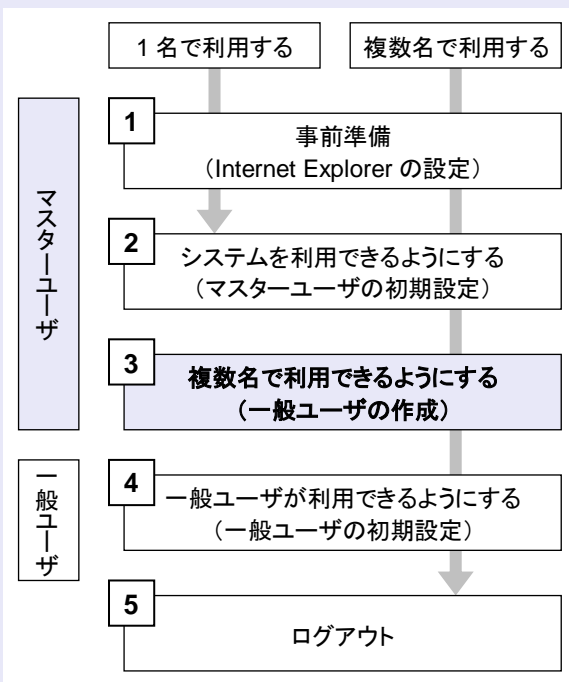 1 名で利用する
複数名で利用する
マスターユーザ
1
事前準備
（Internet Explorer の設定）
2
システムを利用できるようにする
（マスターユーザの初期設定）
3
複数名で利用できるようにする
（一般ユーザの作成）
一般ユーザ
4
一般ユーザが利用できるようにする
（一般ユーザの初期設定）
5
ログアウト